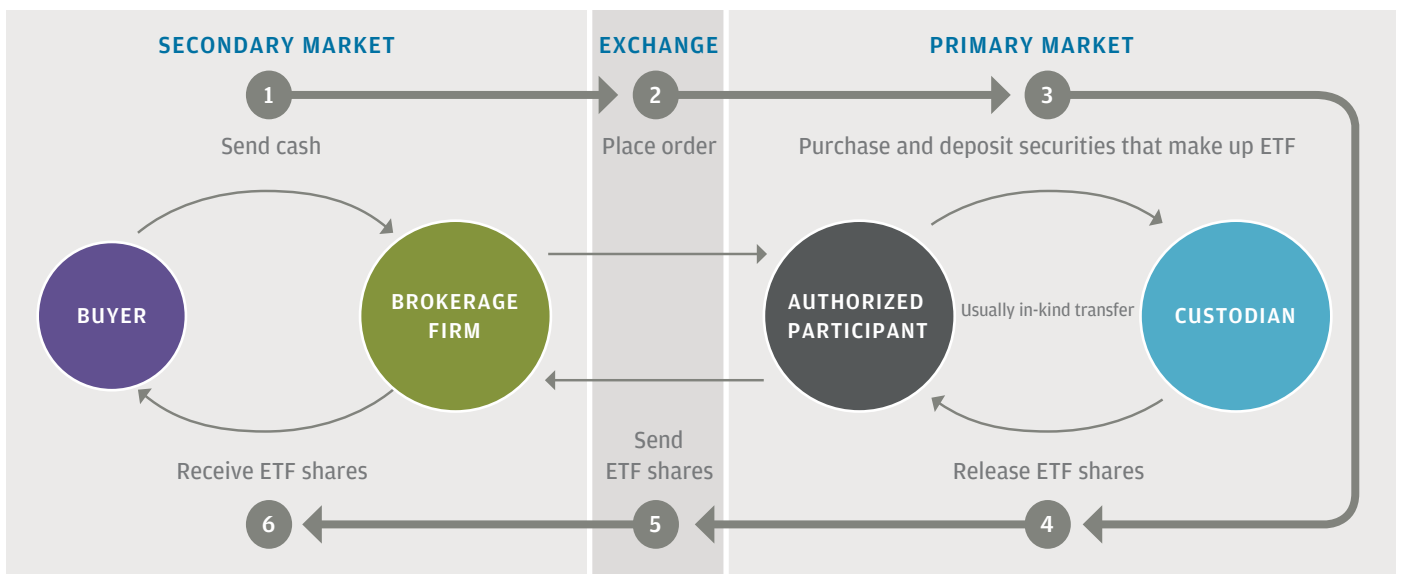 SECONDARY MARKET
EXCHANGE
PRIMARY MARKET
1
2
3
Send cash
Place order
Purchase and deposit securities that make up ETF
BUYER
BROKERAGE
FIRM
AUTHORIZED
PARTICIPANT
Usually in-kind transfer
CUSTODIAN
Receive ETF shares
Send
ETF shares
Release ETF shares
6
5
4